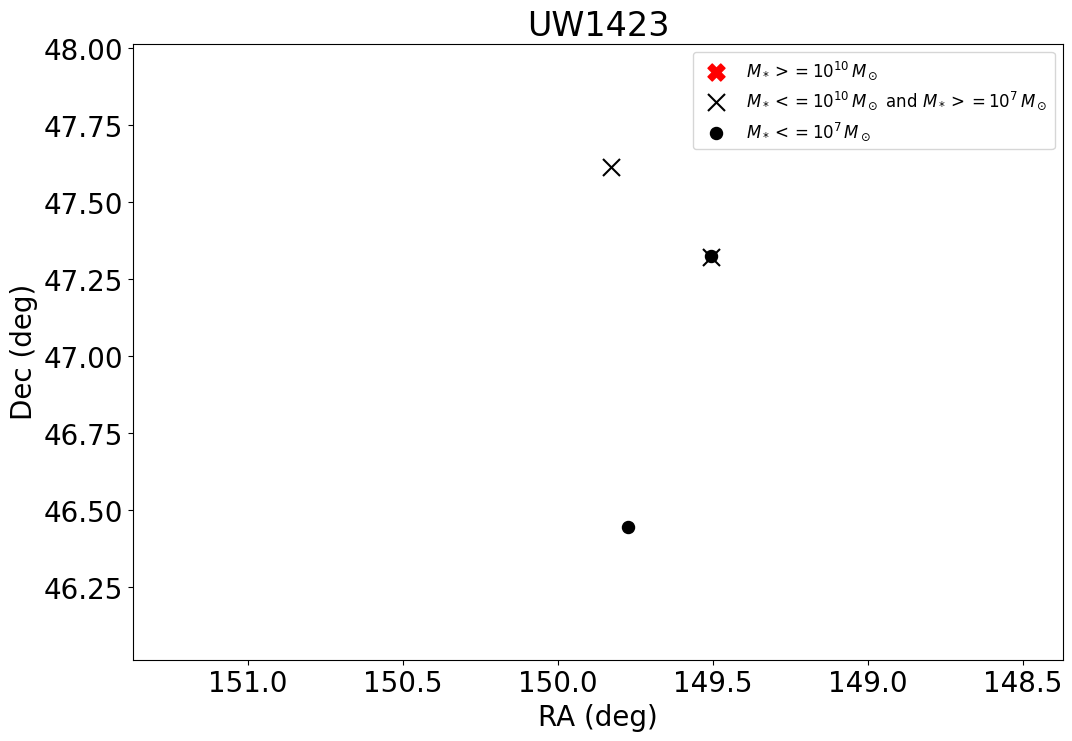 UW1423
M* >= 10^10 M⊙
M* <= 10^10 M⊙ and M* >= 10^7 M⊙
M* <= 10^7 M⊙
48.00
47.75
47.50
47.25
47.00
46.75
46.50
46.25
Dec (deg)
151.0 150.5 150.0 149.5 149.0 148.5
RA (deg)